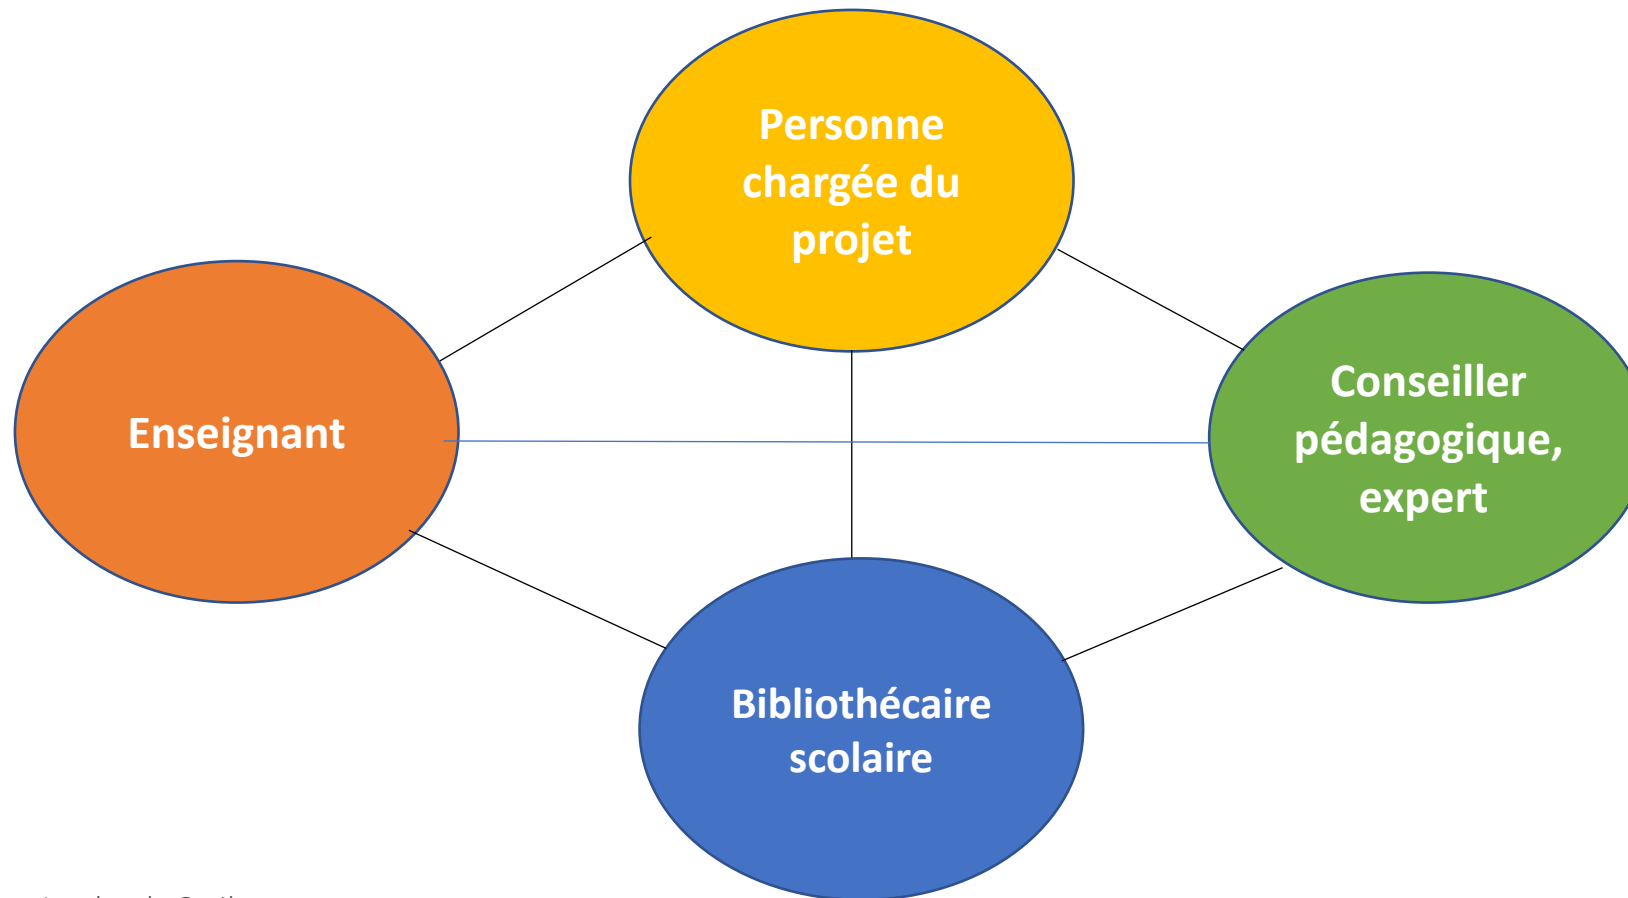 Personne
chargée du
projet
Enseignant
Conseiller
pédagogique,
expert
Bibliothécaire
scolaire